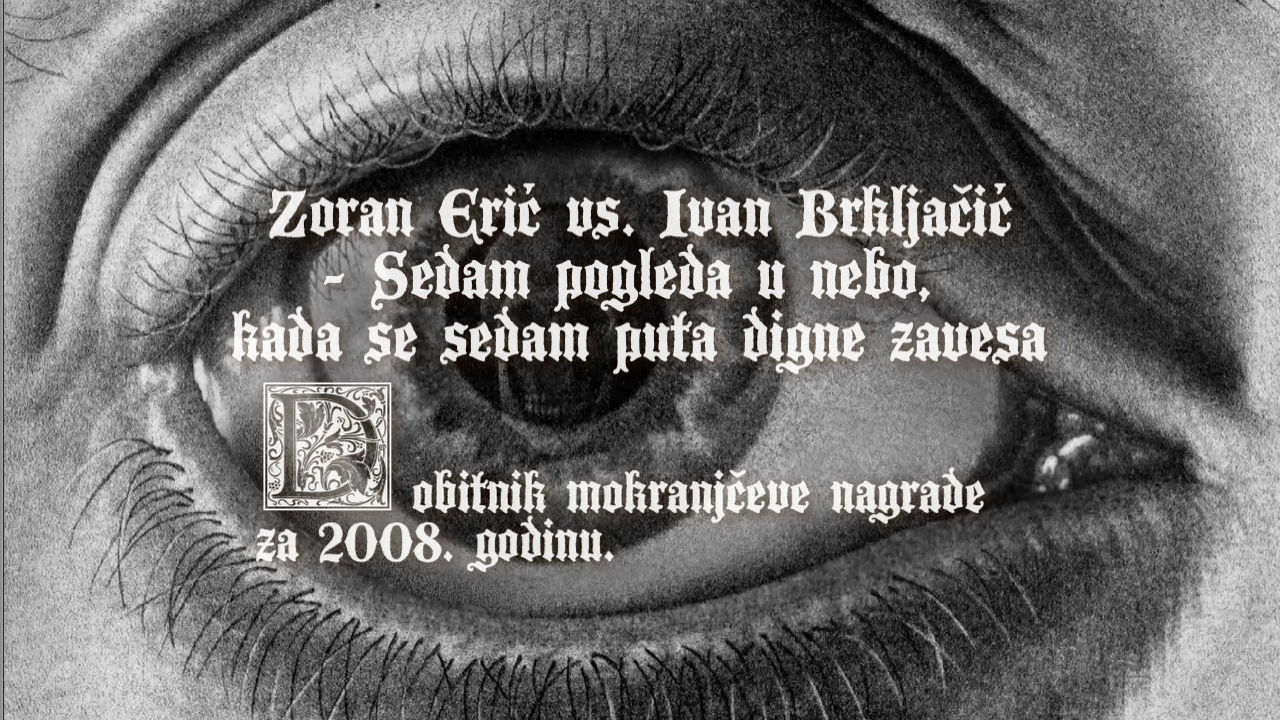 Zoran Erić vs. Ivan Brkljačić
- Sedam pogleda u nebo,
kada se sedam puta digne zavesa
Dobitnik mokranjčeve nagrade
za 2008. godinu.